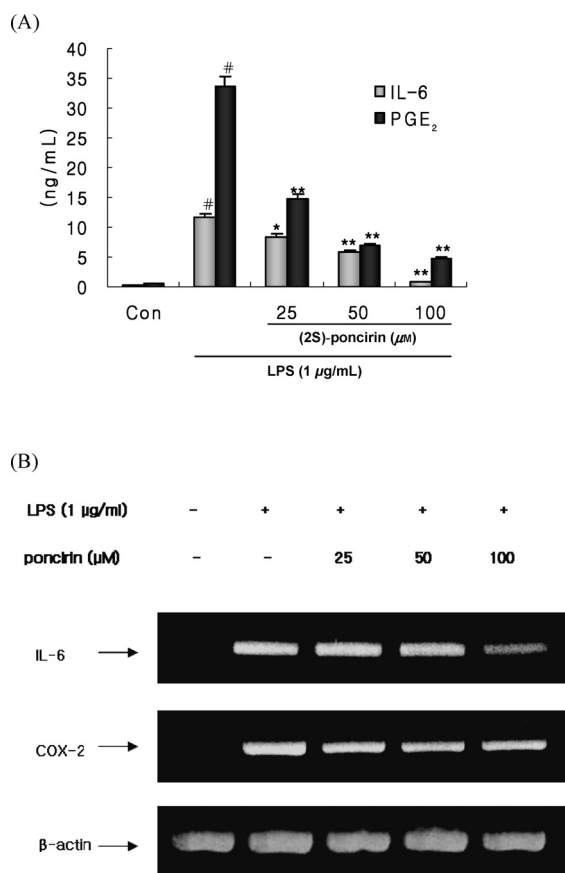 (A)
40
35
30
25
20
15
10
5
0
(ng/mL)
IL-6
PGE₂
#
#
*
**
**
**
**
**
Con 25 50 100
(2S)-poncirin (μM)
LPS (1 μg/mL)
(B)
LPS (1 μg/ml) - + + + +
poncirin (μM) - - 25 50 100
IL-6
COX-2
β-actin